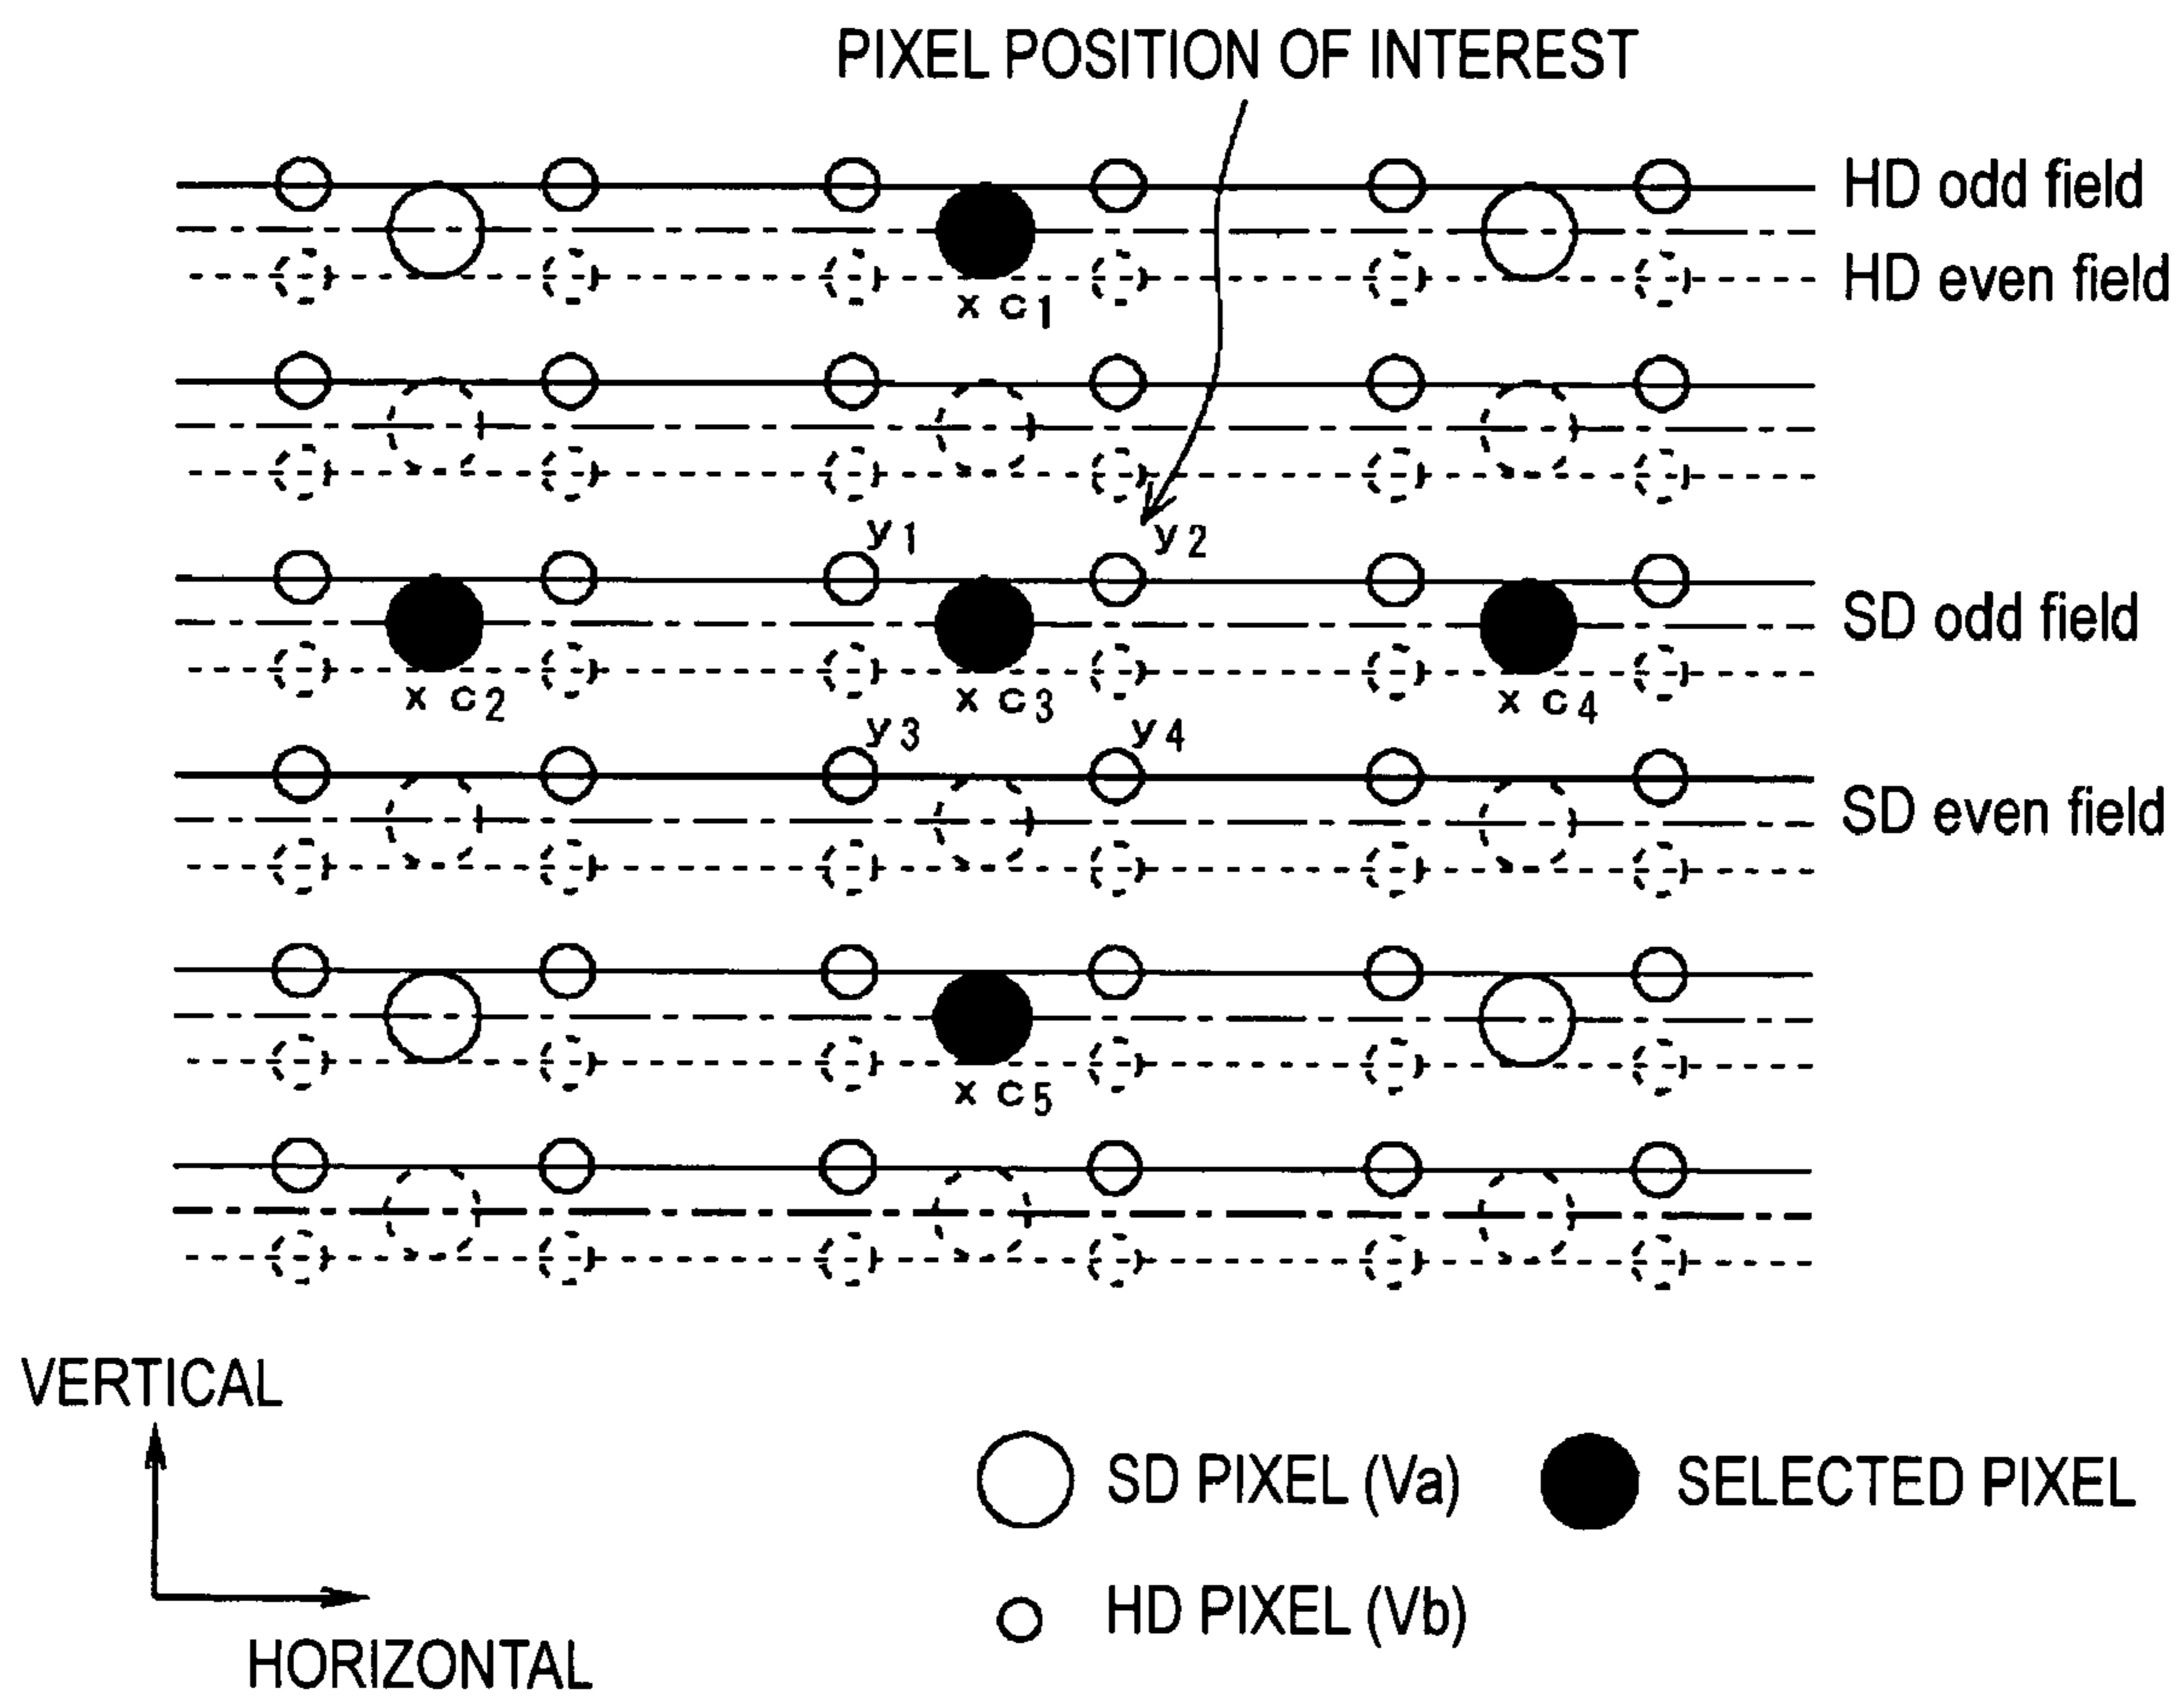 PIXEL POSITION OF INTEREST
HD odd field
HD even field
x c1
y1 y2
SD odd field
x c2 x c3 x c4
y3 y4
SD even field
x c5
VERTICAL
HORIZONTAL
SD PIXEL (Va)
SELECTED PIXEL
HD PIXEL (Vb)